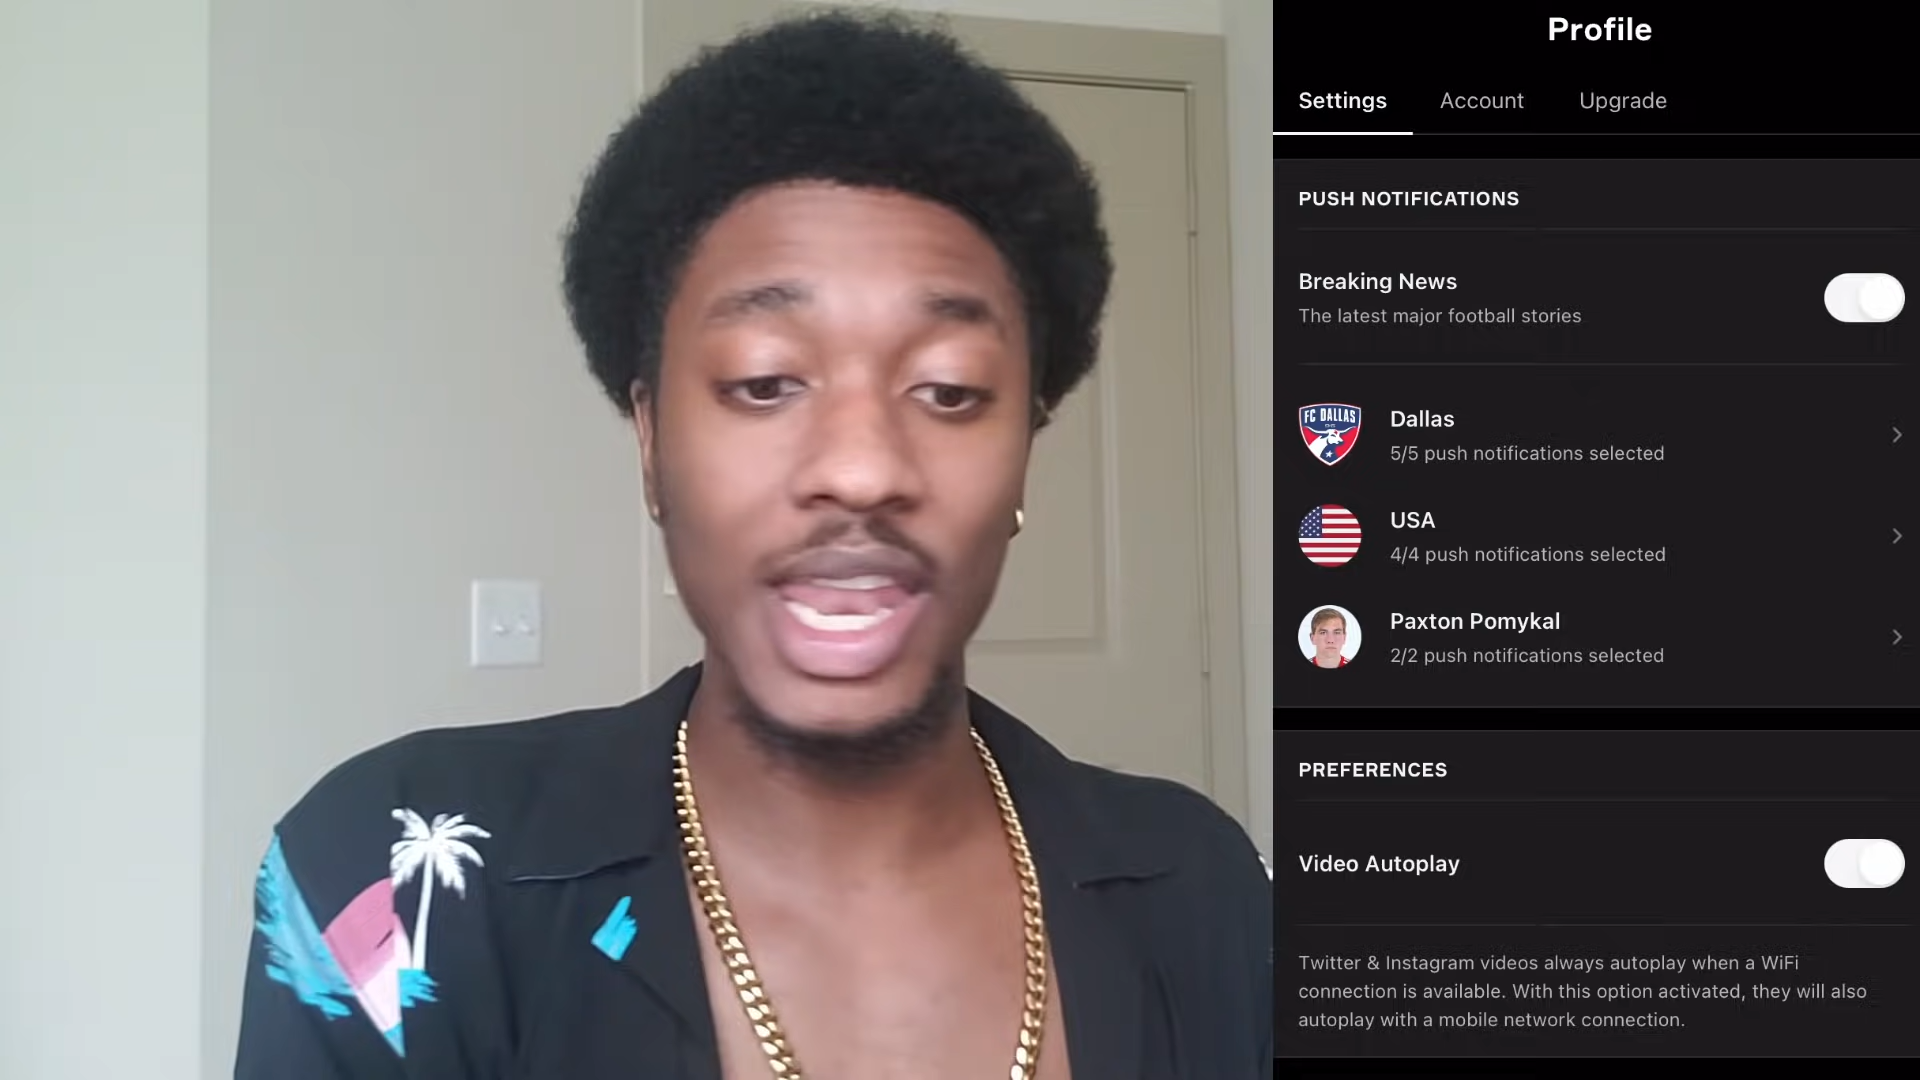 Profile
Settings
Account
Upgrade
PUSH NOTIFICATIONS
Breaking News
The latest major football stories
FC DALLAS
Dallas
5/5 push notifications selected
USA
4/4 push notifications selected
Paxton Pomykal
2/2 push notifications selected
PREFERENCES
Video Autoplay
Twitter & Instagram videos always autoplay when a WiFi
connection is available. With this option activated, they will also
autoplay with a mobile network connection.